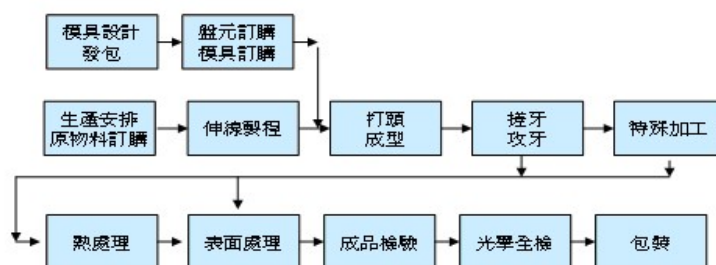 模具設計
發包
盤元訂購
模具訂購
生產安排
原物料訂購
伸線製程
打頭
成型
搓牙
攻牙
特殊加工
熱處理
表面處理
成品檢驗
光學全檢
包裝